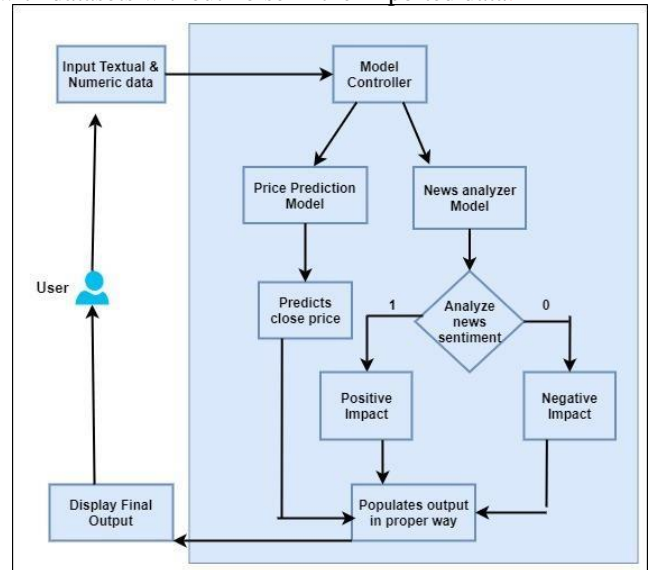 Input Textual &
Numeric data
Model
Controller
Price Prediction
Model
News analyzer
Model
User
Predicts
close price
1
Analyze
news
sentiment
0
Positive
Impact
Negative
Impact
Display Final
Output
Populates output
in proper way